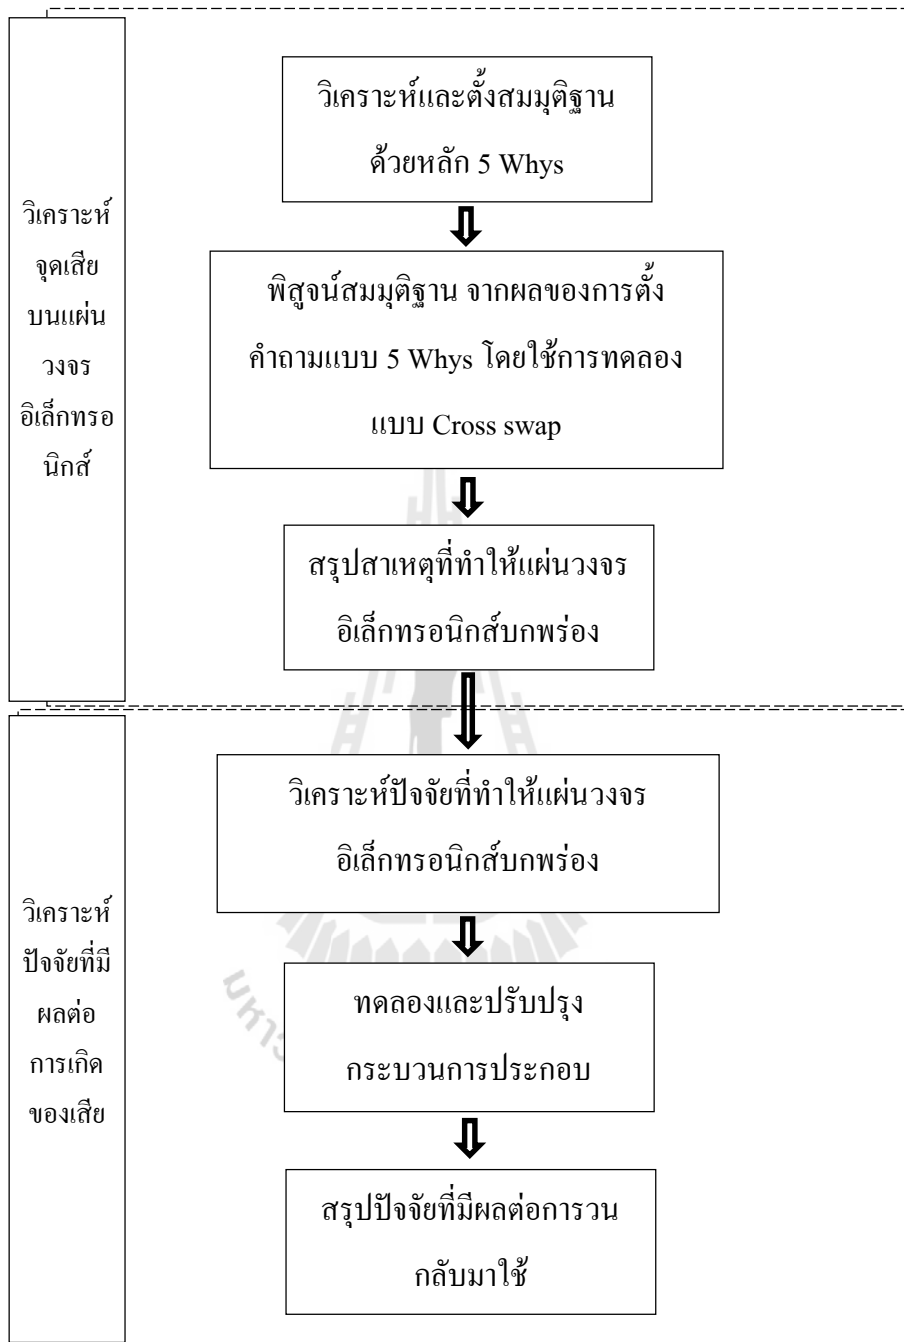 วิเคราะห์
จุดเสีย
บนแผ่น
วงจร
อิเล็กทรอ
นิกส์
วิเคราะห์และตั้งสมมุติฐาน
ด้วยหลัก 5 Whys
พิสูจน์สมมุติฐาน จากผลของการตั้ง
คำถามแบบ 5 Whys โดยใช้การทดลอง
แบบ Cross swap
สรุปสาเหตุที่ทำให้แผ่นวงจร
อิเล็กทรอนิกส์บกพร่อง
วิเคราะห์
ปัจจัยที่มี
ผลต่อ
การเกิด
ของเสีย
วิเคราะห์ปัจจัยที่ทำให้แผ่นวงจร
อิเล็กทรอนิกส์บกพร่อง
ทดลองและปรับปรุง
กระบวนการประกอบ
สรุปปัจจัยที่มีผลต่อการวน
กลับมาใช้